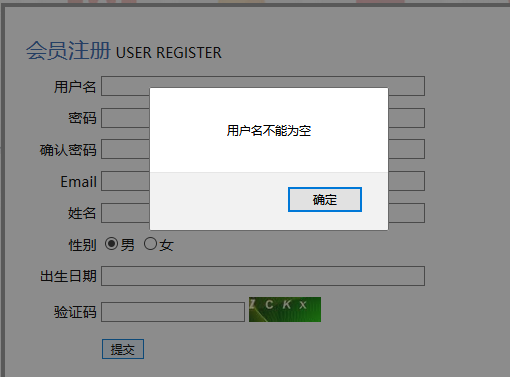 会员注册 USER REGISTER
用户名
密码
确认密码
Email
姓名
性别 男 女
出生日期
验证码 I C K X
提交
用户名不能为空
确定